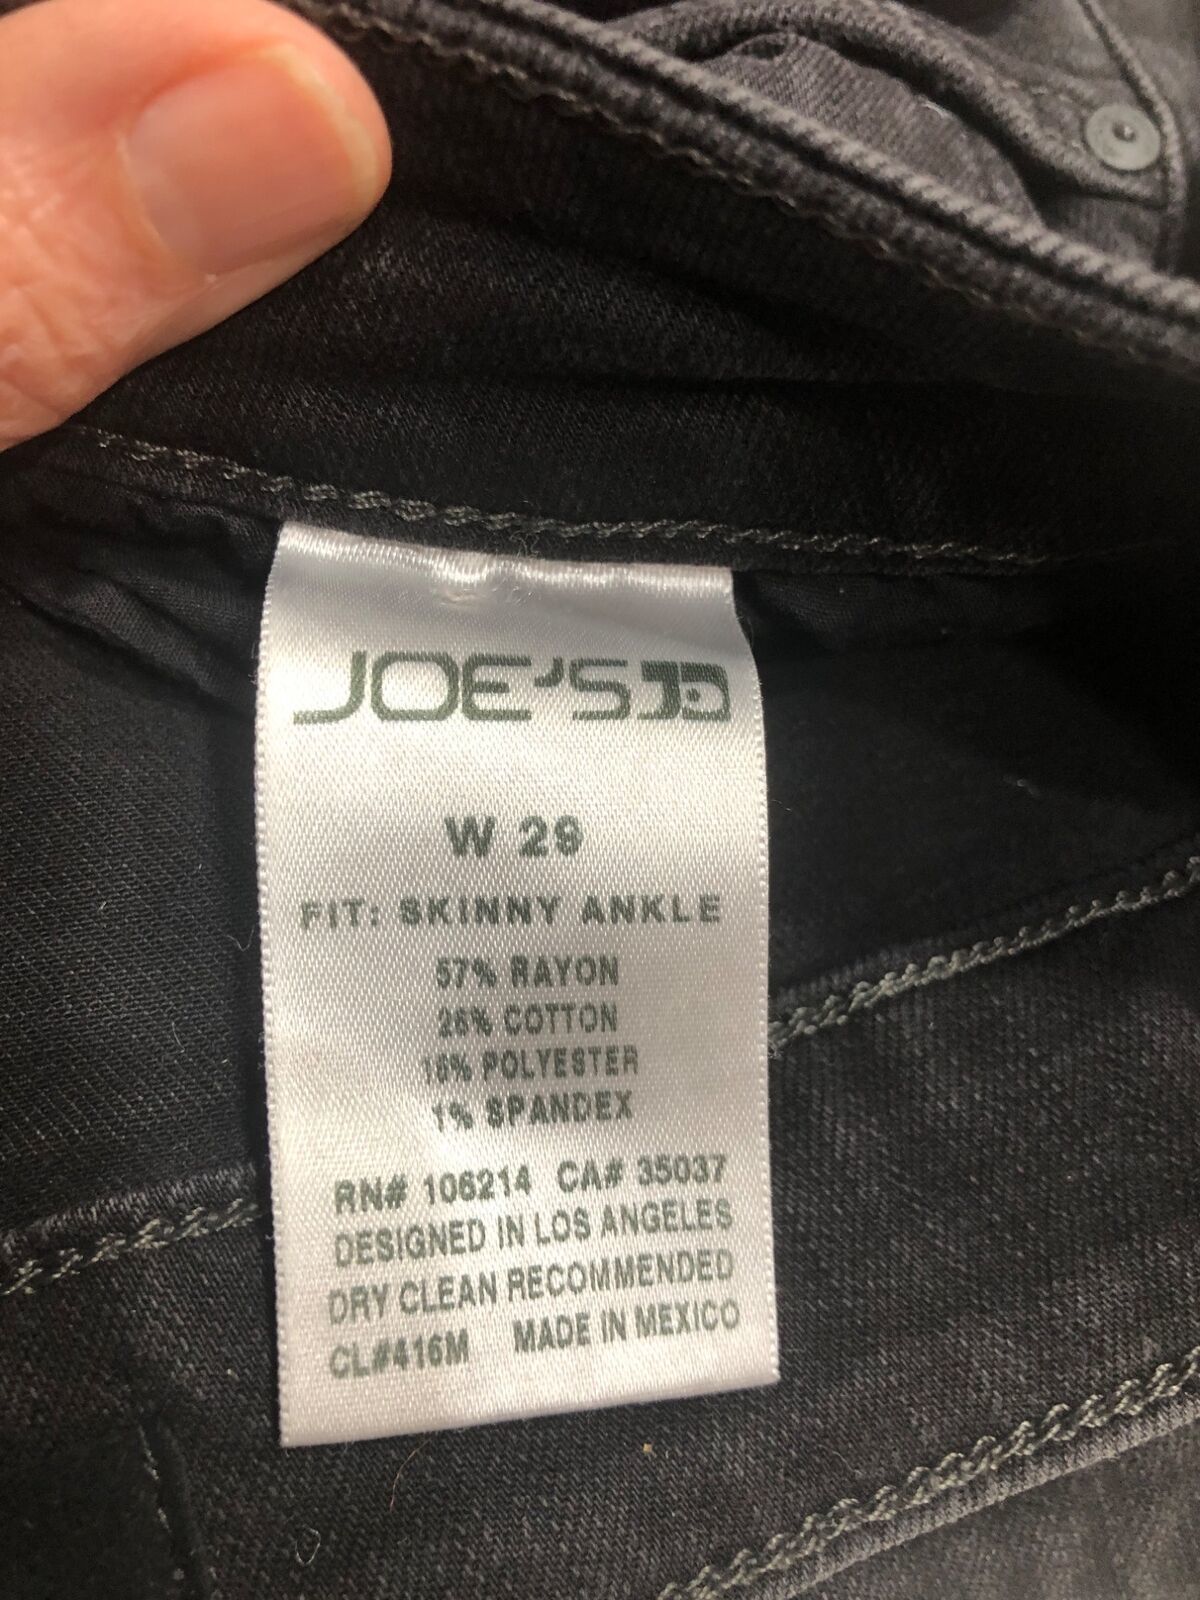 JOE'S JD
W 29
FIT: SKINNY ANKLE
57% RAYON
26% COTTON
16% POLYESTER
1% SPANDEX
RN# 106214 CA# 35037
DESIGNED IN LOS ANGELES
DRY CLEAN RECOMMENDED
CL#416M MADE IN MEXICO